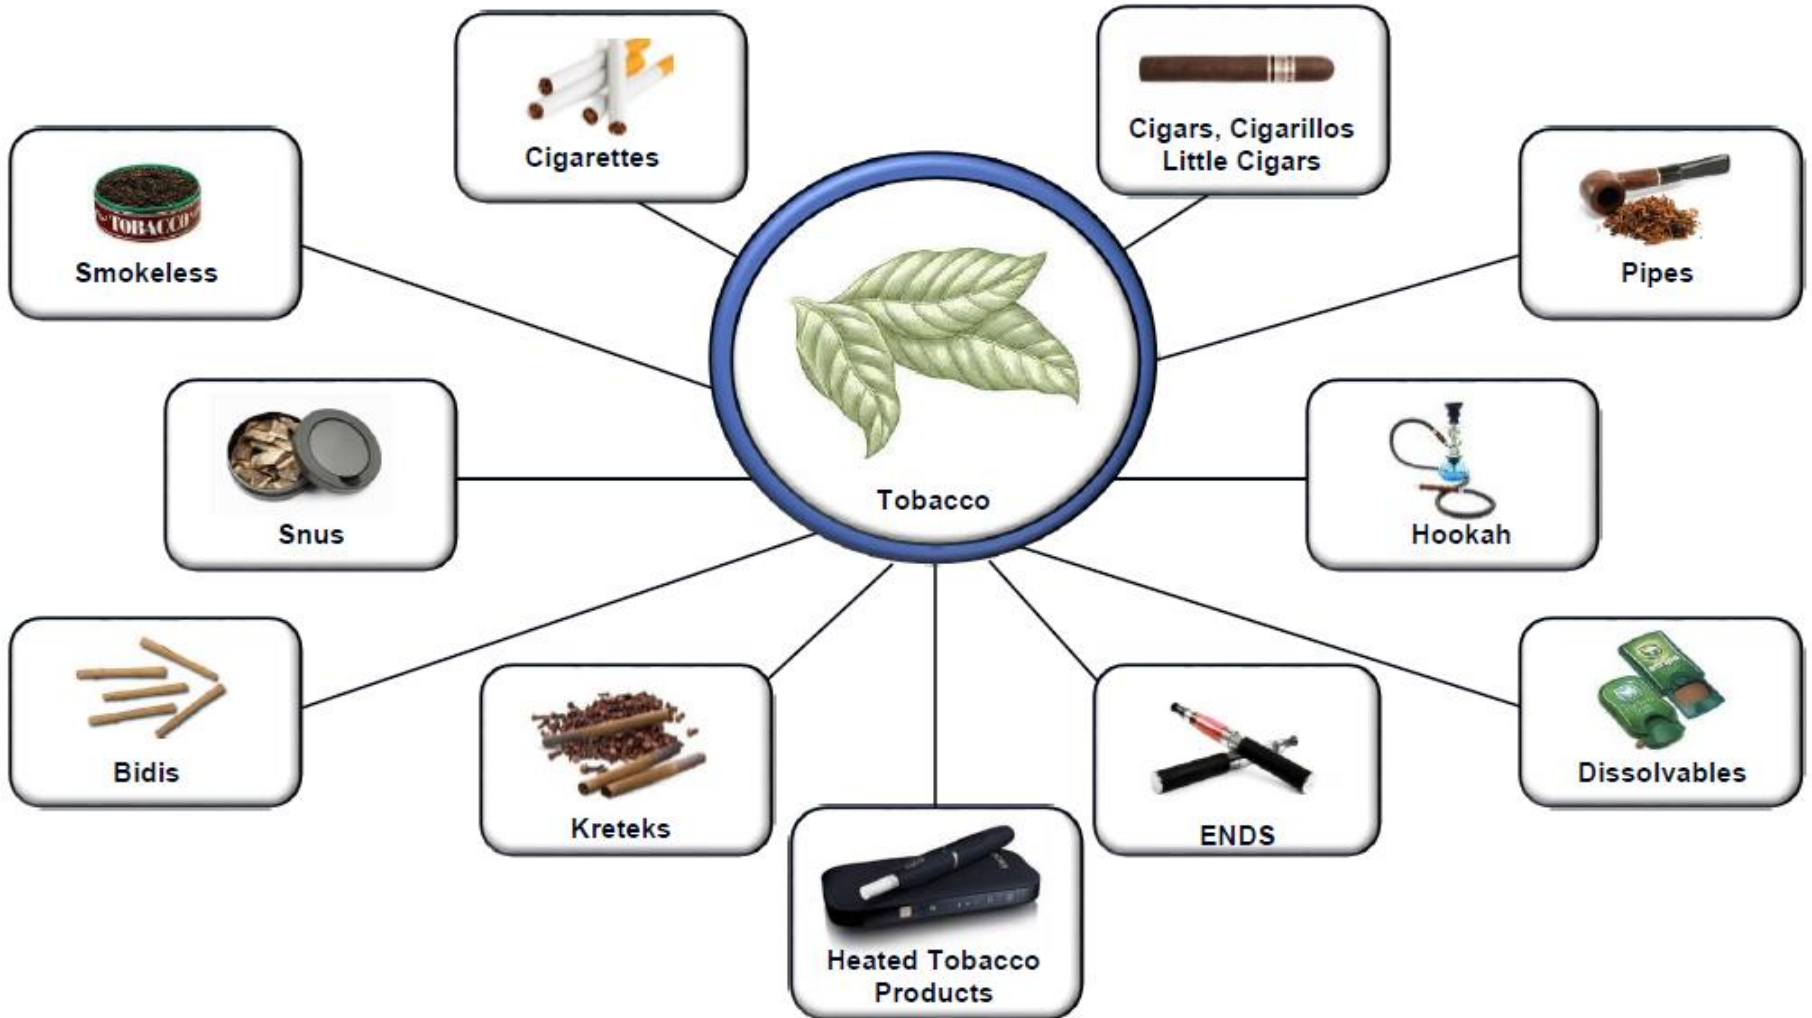 Cigarettes
Cigars, Cigarillos
Little Cigars
TOBACCO
Smokeless
Pipes
Tobacco
Snus
Hookah
Bidis
Kreteks
ENDS
Dissolvables
Heated Tobacco
Products